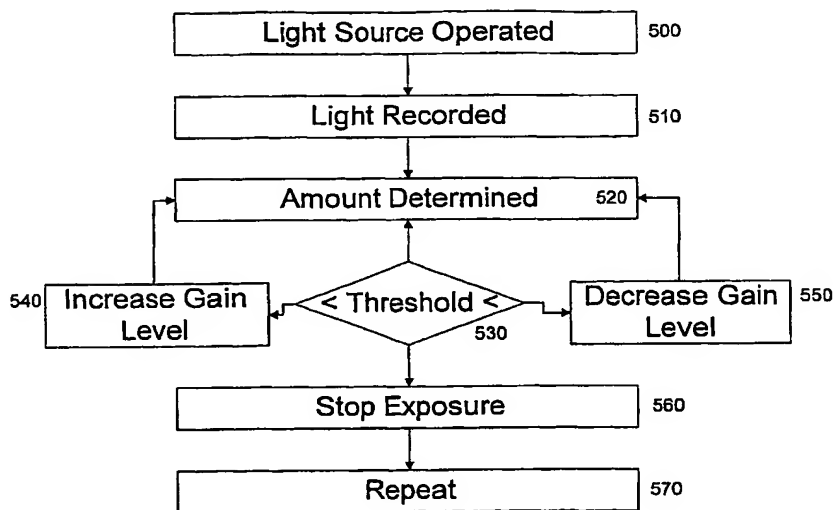 Light Source Operated 500
Light Recorded 510
Amount Determined 520
540 Increase Gain Level
< Threshold < 530
Decrease Gain Level 550
Stop Exposure 560
Repeat 570